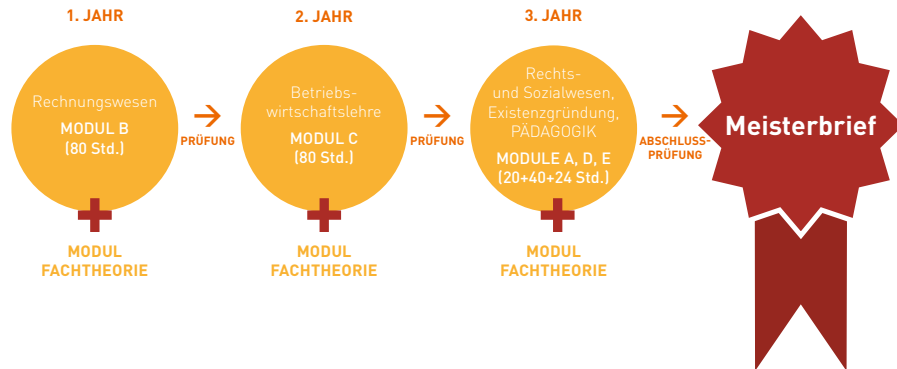 1. JAHR
Rechnungswesen
MODUL B
(80 Std.)
MODUL
FACHTHEORIE
PRÜFUNG
2. JAHR
Betriebs-
wirtschaftslehre
MODUL C
(80 Std.)
MODUL
FACHTHEORIE
PRÜFUNG
3. JAHR
Rechts-
und Sozialwesen,
Existenzgründung,
PÄDAGOGIK
MODULE A, D, E
(20+40+24 Std.)
MODUL
FACHTHEORIE
ABSCHLUSS-
PRÜFUNG
Meisterbrief